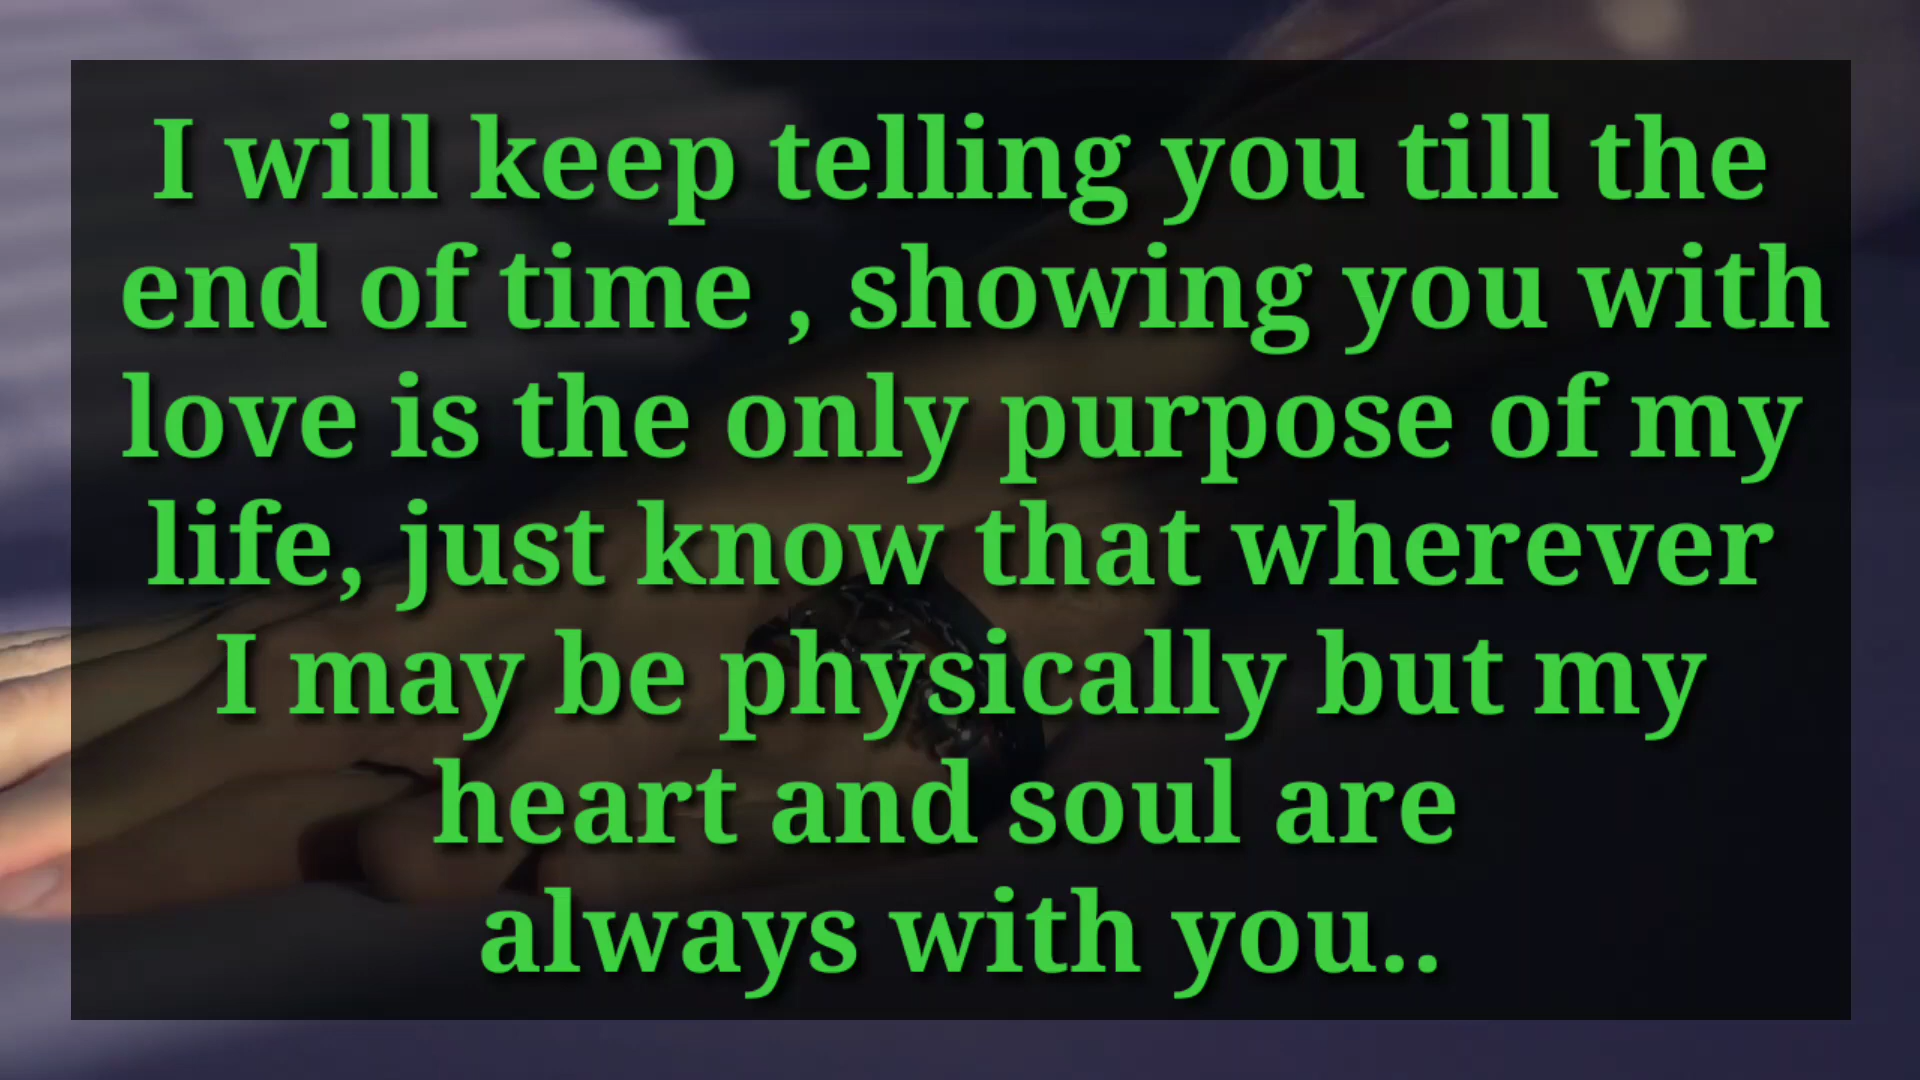 I will keep telling you till the
end of time , showing you with
love is the only purpose of my
life, just know that wherever
I may be physically but my
heart and soul are
always with you..